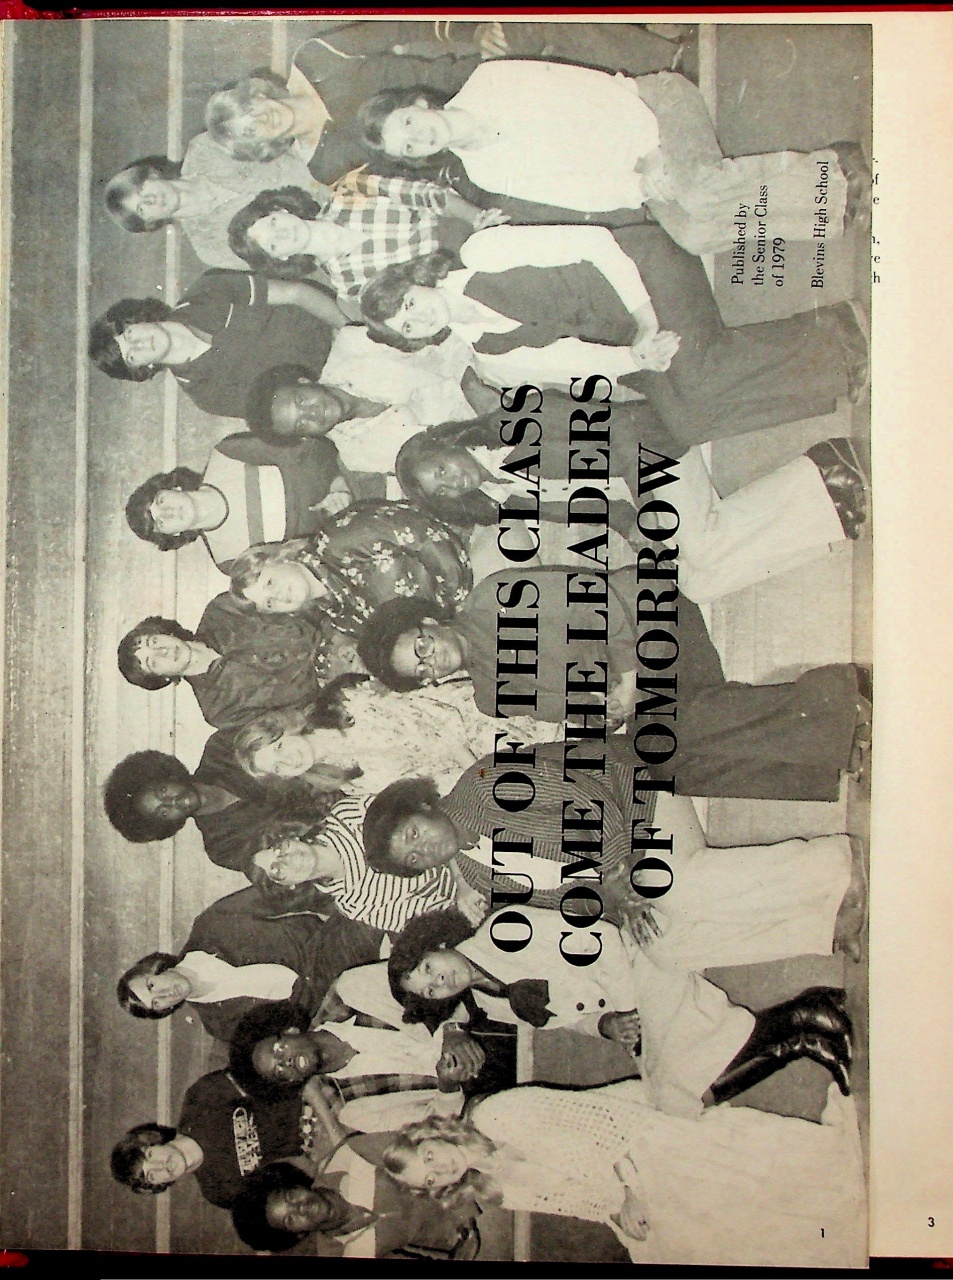 OUT OF THIS CLASS
COME THE LEADERS
OF TOMORROW
Published by
the Senior Class
of 1979
Blevins High School
1
3